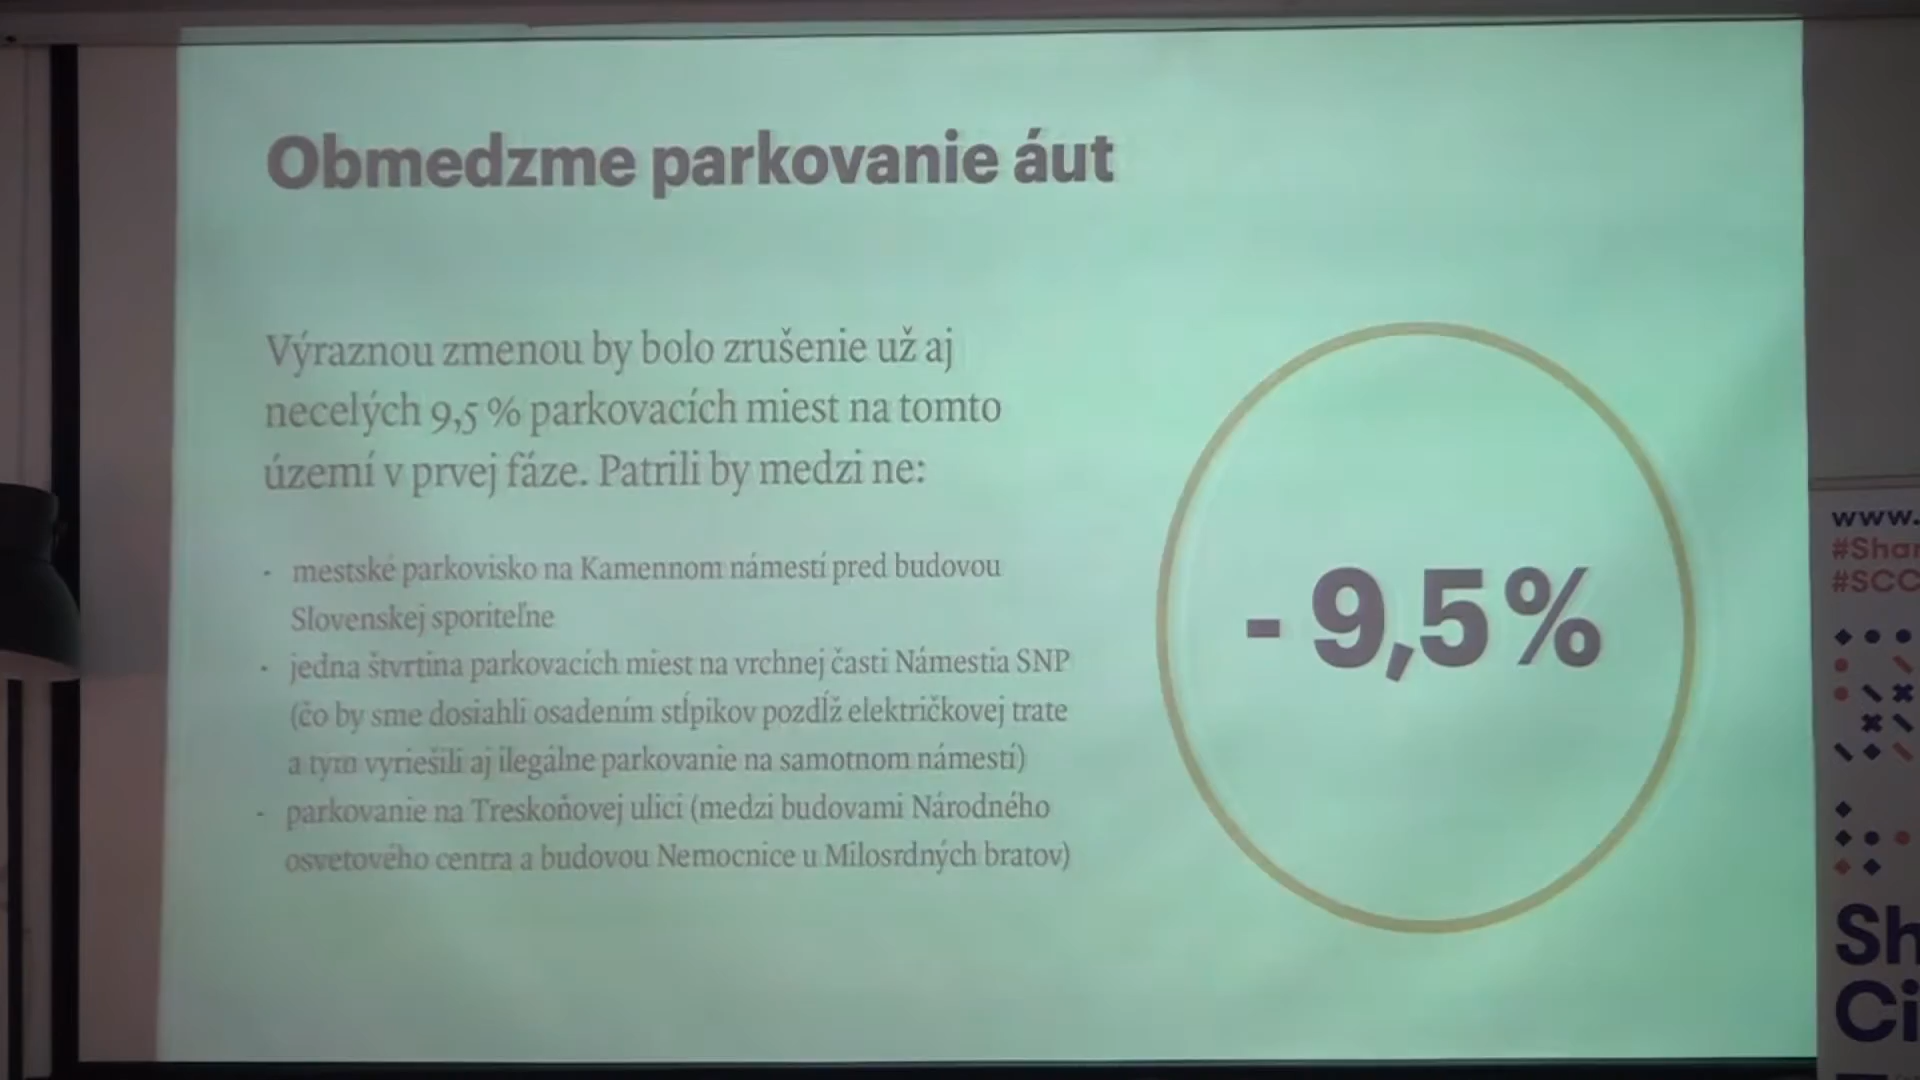 Obmedzme parkovanie áut
Výraznou zmenou by bolo zrušenie už aj
necelých 9,5 % parkovacích miest na tomto
území v prvej fáze. Patrili by medzi ne:
- mestské parkovisko na Kamennom námestí pred budovou
Slovenskej sporiteľne
- jedna štvrtina parkovacích miest na vrchnej časti Námestia SNP
(čo by sme dosiahli osadením stĺpikov pozdĺž električkovej trate
a tým vyriešili aj ilegálne parkovanie na samotnom námestí)
- parkovanie na Treskoňovej ulici (medzi budovami Národného
osvetového centra a budovou Nemocnice u Milosrdných bratov)
- 9,5%
www.
#Shar
#SCC
Sh
Ci